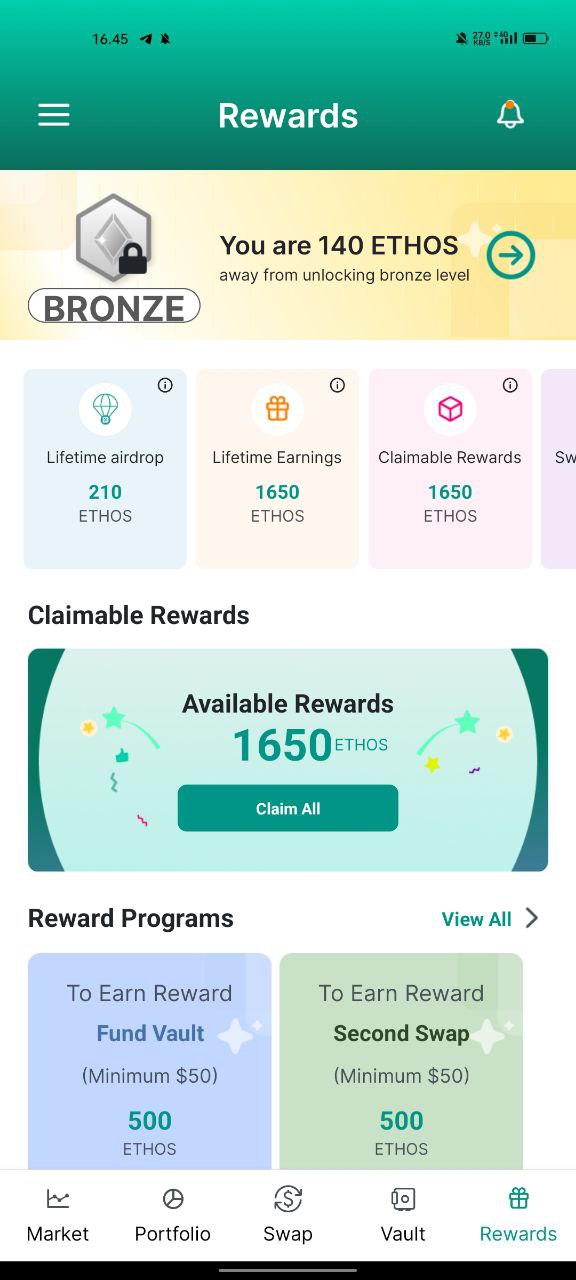 16.45
27.0
KB/S
4G
Rewards
You are 140 ETHOS
away from unlocking bronze level
BRONZE
Lifetime airdrop
210
ETHOS
Lifetime Earnings
1650
ETHOS
Claimable Rewards
1650
ETHOS
Sw
Claimable Rewards
Available Rewards
1650 ETHOS
Claim All
Reward Programs
View All
To Earn Reward
Fund Vault
(Minimum $50)
500
ETHOS
To Earn Reward
Second Swap
(Minimum $50)
500
ETHOS
Market
Portfolio
Swap
Vault
Rewards